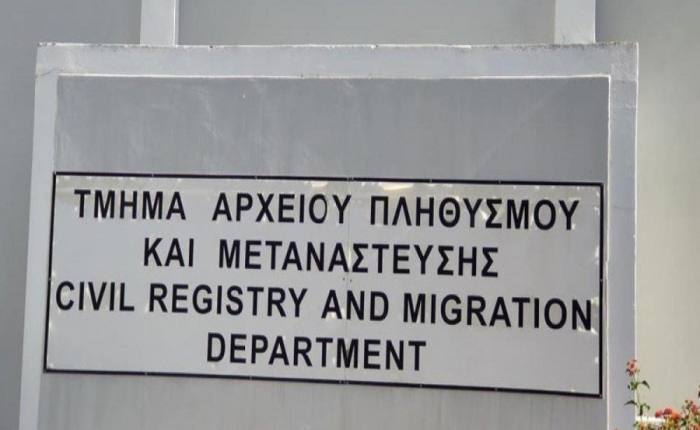 ΤΜΗΜΑ ΑΡΧΕΙΟΥ ΠΛΗΘΥΣΜΟΥ
ΚΑΙ ΜΕΤΑΝΑΣΤΕΥΣΗΣ
CIVIL REGISTRY AND MIGRATION
DEPARTMENT